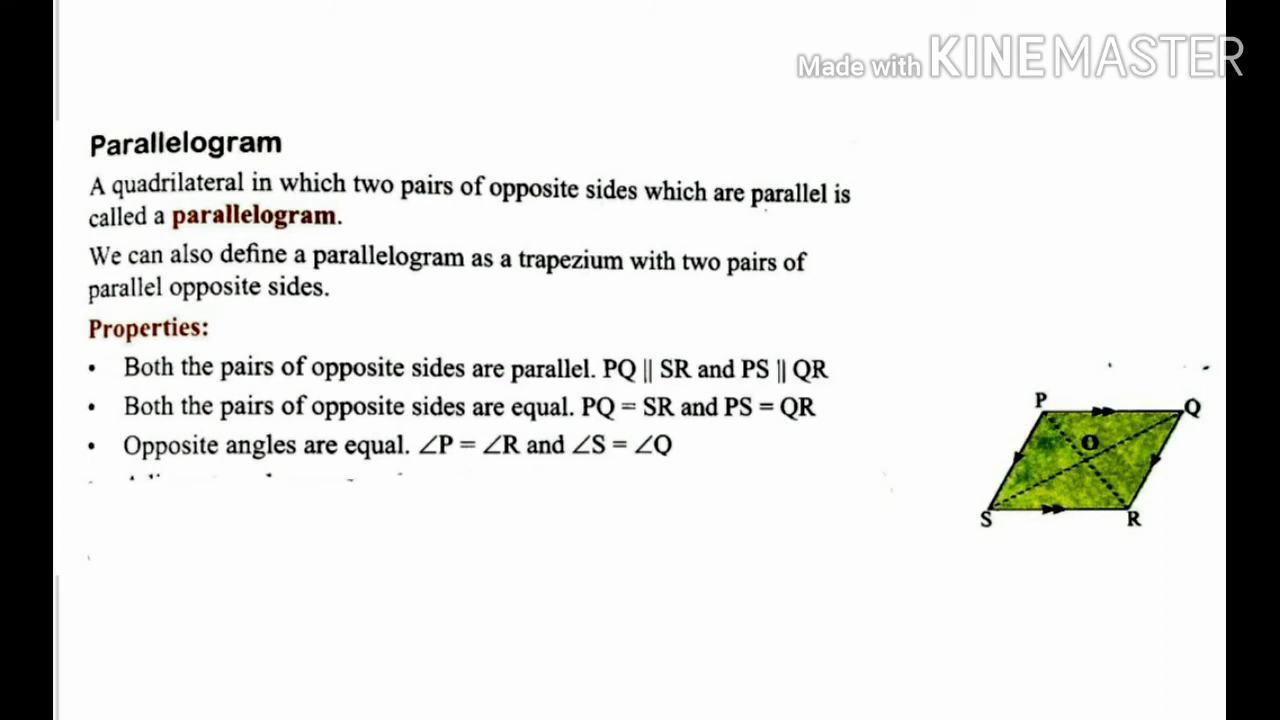 Made with KINEMASTER
Parallelogram
A quadrilateral in which two pairs of opposite sides which are parallel is
called a parallelogram.
We can also define a parallelogram as a trapezium with two pairs of
parallel opposite sides.
Properties:
• Both the pairs of opposite sides are parallel. PQ || SR and PS || QR
• Both the pairs of opposite sides are equal. PQ = SR and PS = QR
• Opposite angles are equal. ∠P = ∠R and ∠S = ∠Q
P
Q
O
S
R